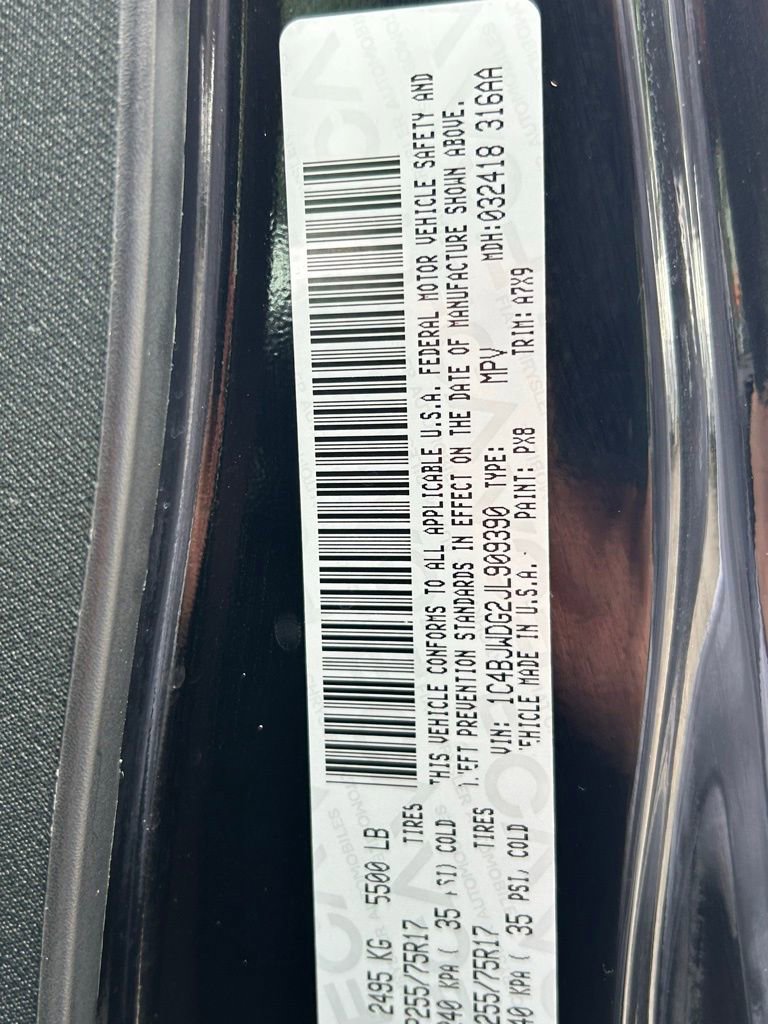 2495 KG 5500 LB
P255/75R17 TIRES
240 KPA ( 35 PSI) COLD
255/75R17 TIRES
40 KPA ( 35 PSI) COLD
THIS VEHICLE CONFORMS TO ALL APPLICABLE U.S.A. FEDERAL MOTOR VEHICLE SAFETY AND
THEFT PREVENTION STANDARDS IN EFFECT ON THE DATE OF MANUFACTURE SHOWN ABOVE.
VIN: 1C4BJWDG2JL909390 TYPE: MPV MDH:032418 316AA
VEHICLE MADE IN U.S.A. PAINT: PX8 TRIM: A7X9